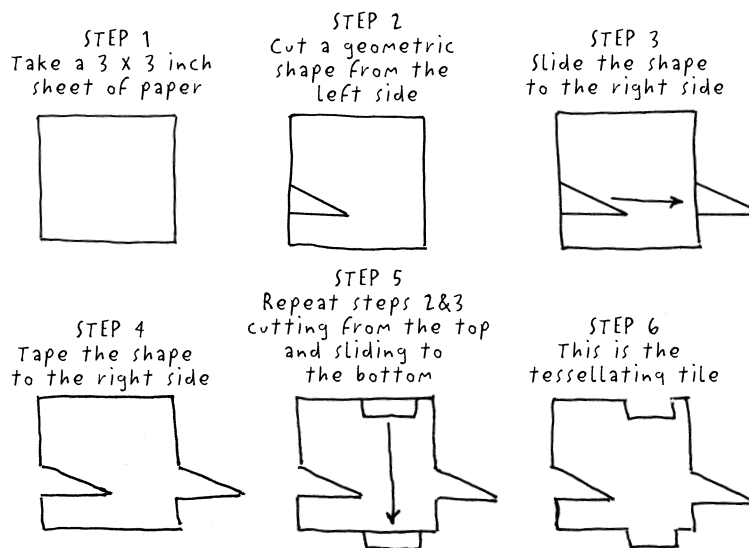 STEP 1
Take a 3 X 3 inch
sheet of paper
STEP 2
Cut a geometric
shape from the
left side
STEP 3
Slide the shape
to the right side
STEP 4
Tape the shape
to the right side
STEP 5
Repeat steps 2&3
cutting from the top
and sliding to
the bottom
STEP 6
This is the
tessellating tile